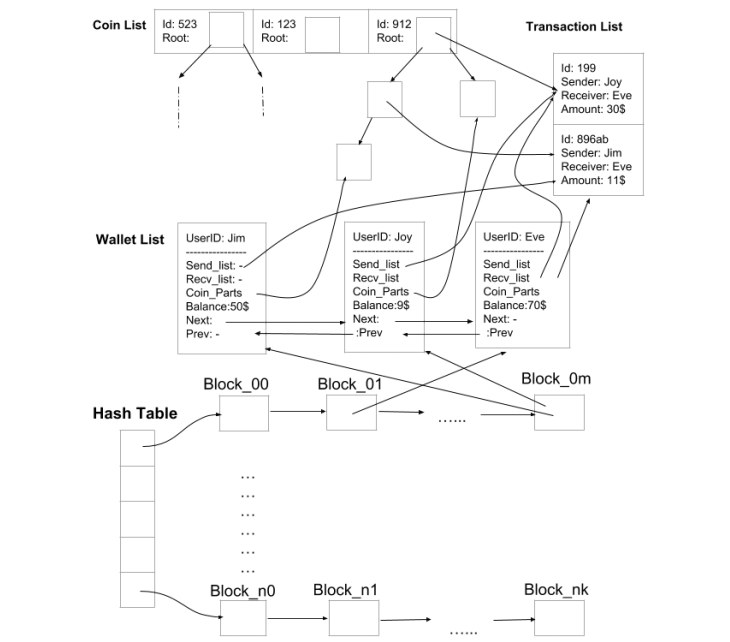 Coin List
Id: 523
Root:
Id: 123
Root:
Id: 912
Root:
Transaction List
Id: 199
Sender: Joy
Receiver: Eve
Amount: 30$
Id: 896ab
Sender: Jim
Receiver: Eve
Amount: 11$
Wallet List
UserID: Jim
----------------
Send_list: -
Recv_list: -
Coin_Parts
Balance:50$
Next:
Prev: -
UserID: Joy
----------------
Send_list
Recv_list
Coin_Parts
Balance:9$
Next:
:Prev
UserID: Eve
----------------
Send_list
Recv_list
Coin_Parts
Balance:70$
Next: -
:Prev
Hash Table
Block_00
Block_01
Block_0m
......
...
...
...
...
...
...
Block_n0
Block_n1
Block_nk
......